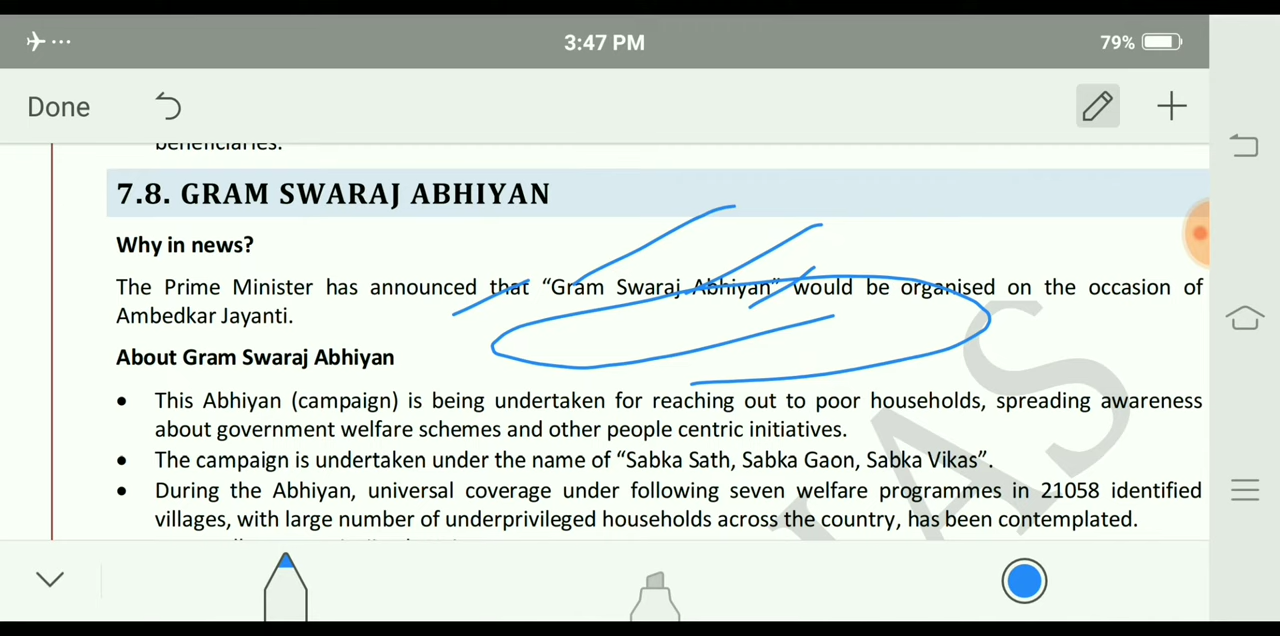 3:47 PM
79%
Done
beneficiaries.
7.8. GRAM SWARAJ ABHIYAN
Why in news?
The Prime Minister has announced that “Gram Swaraj Abhiyan” would be organised on the occasion of
Ambedkar Jayanti.
About Gram Swaraj Abhiyan
• This Abhiyan (campaign) is being undertaken for reaching out to poor households, spreading awareness
about government welfare schemes and other people centric initiatives.
• The campaign is undertaken under the name of “Sabka Sath, Sabka Gaon, Sabka Vikas”.
• During the Abhiyan, universal coverage under following seven welfare programmes in 21058 identified
villages, with large number of underprivileged households across the country, has been contemplated.
IAS